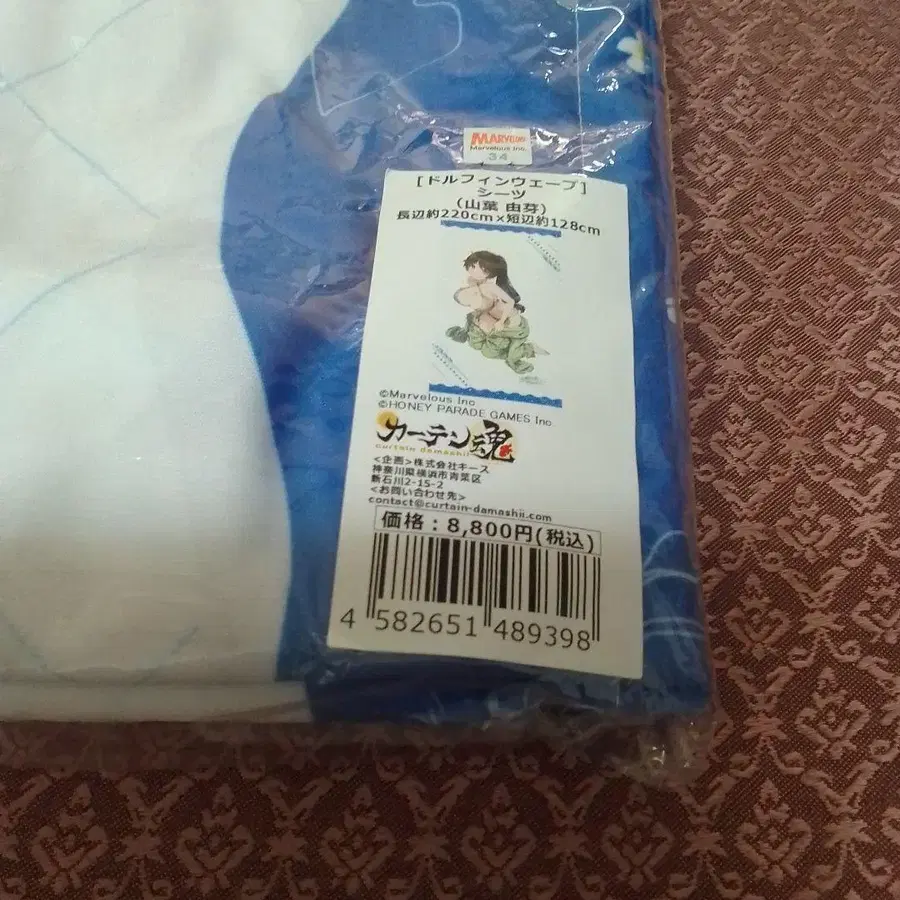 MARVELOUS
Marvelous Inc.
34
[ドルフィンウェーブ]
シーツ
(山葉 由芽)
長辺約220cm×短辺約128cm
©Marvelous Inc
©HONEY PARADE GAMES Inc.
カーテン魂
curtain damashii
<企画>株式会社キース
神奈川県横浜市青葉区
新石川2-15-2
<お問い合わせ先>
contact@curtain-damashii.com
価格:8,800円(税込)
4 582651 489398